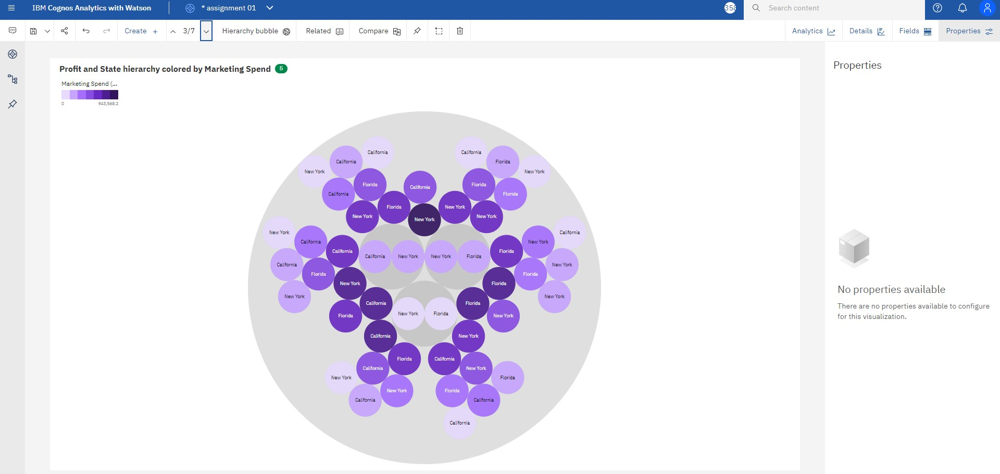 IBM Cognos Analytics with Watson
* assignment 01
358
Search content
Create +
3/7
Hierarchy bubble
Related
Compare
Analytics
Details
Fields
Properties
Profit and State hierarchy colored by Marketing Spend 5
Marketing Spend (...
0 943,568.2
California California
California Florida
New York New York
Florida California Florida
California Florida
Florida New York
New York New York New York
New York California
California New York
California Florida
California New York New York Florida
California New York
Florida Florida
New York Florida
New York New York
California Florida
New York Florida
Florida New York
California New York
Florida California
California New York
New York Florida
New York Florida
California California
California
Properties
No properties available
There are no properties available to configure
for this visualization.